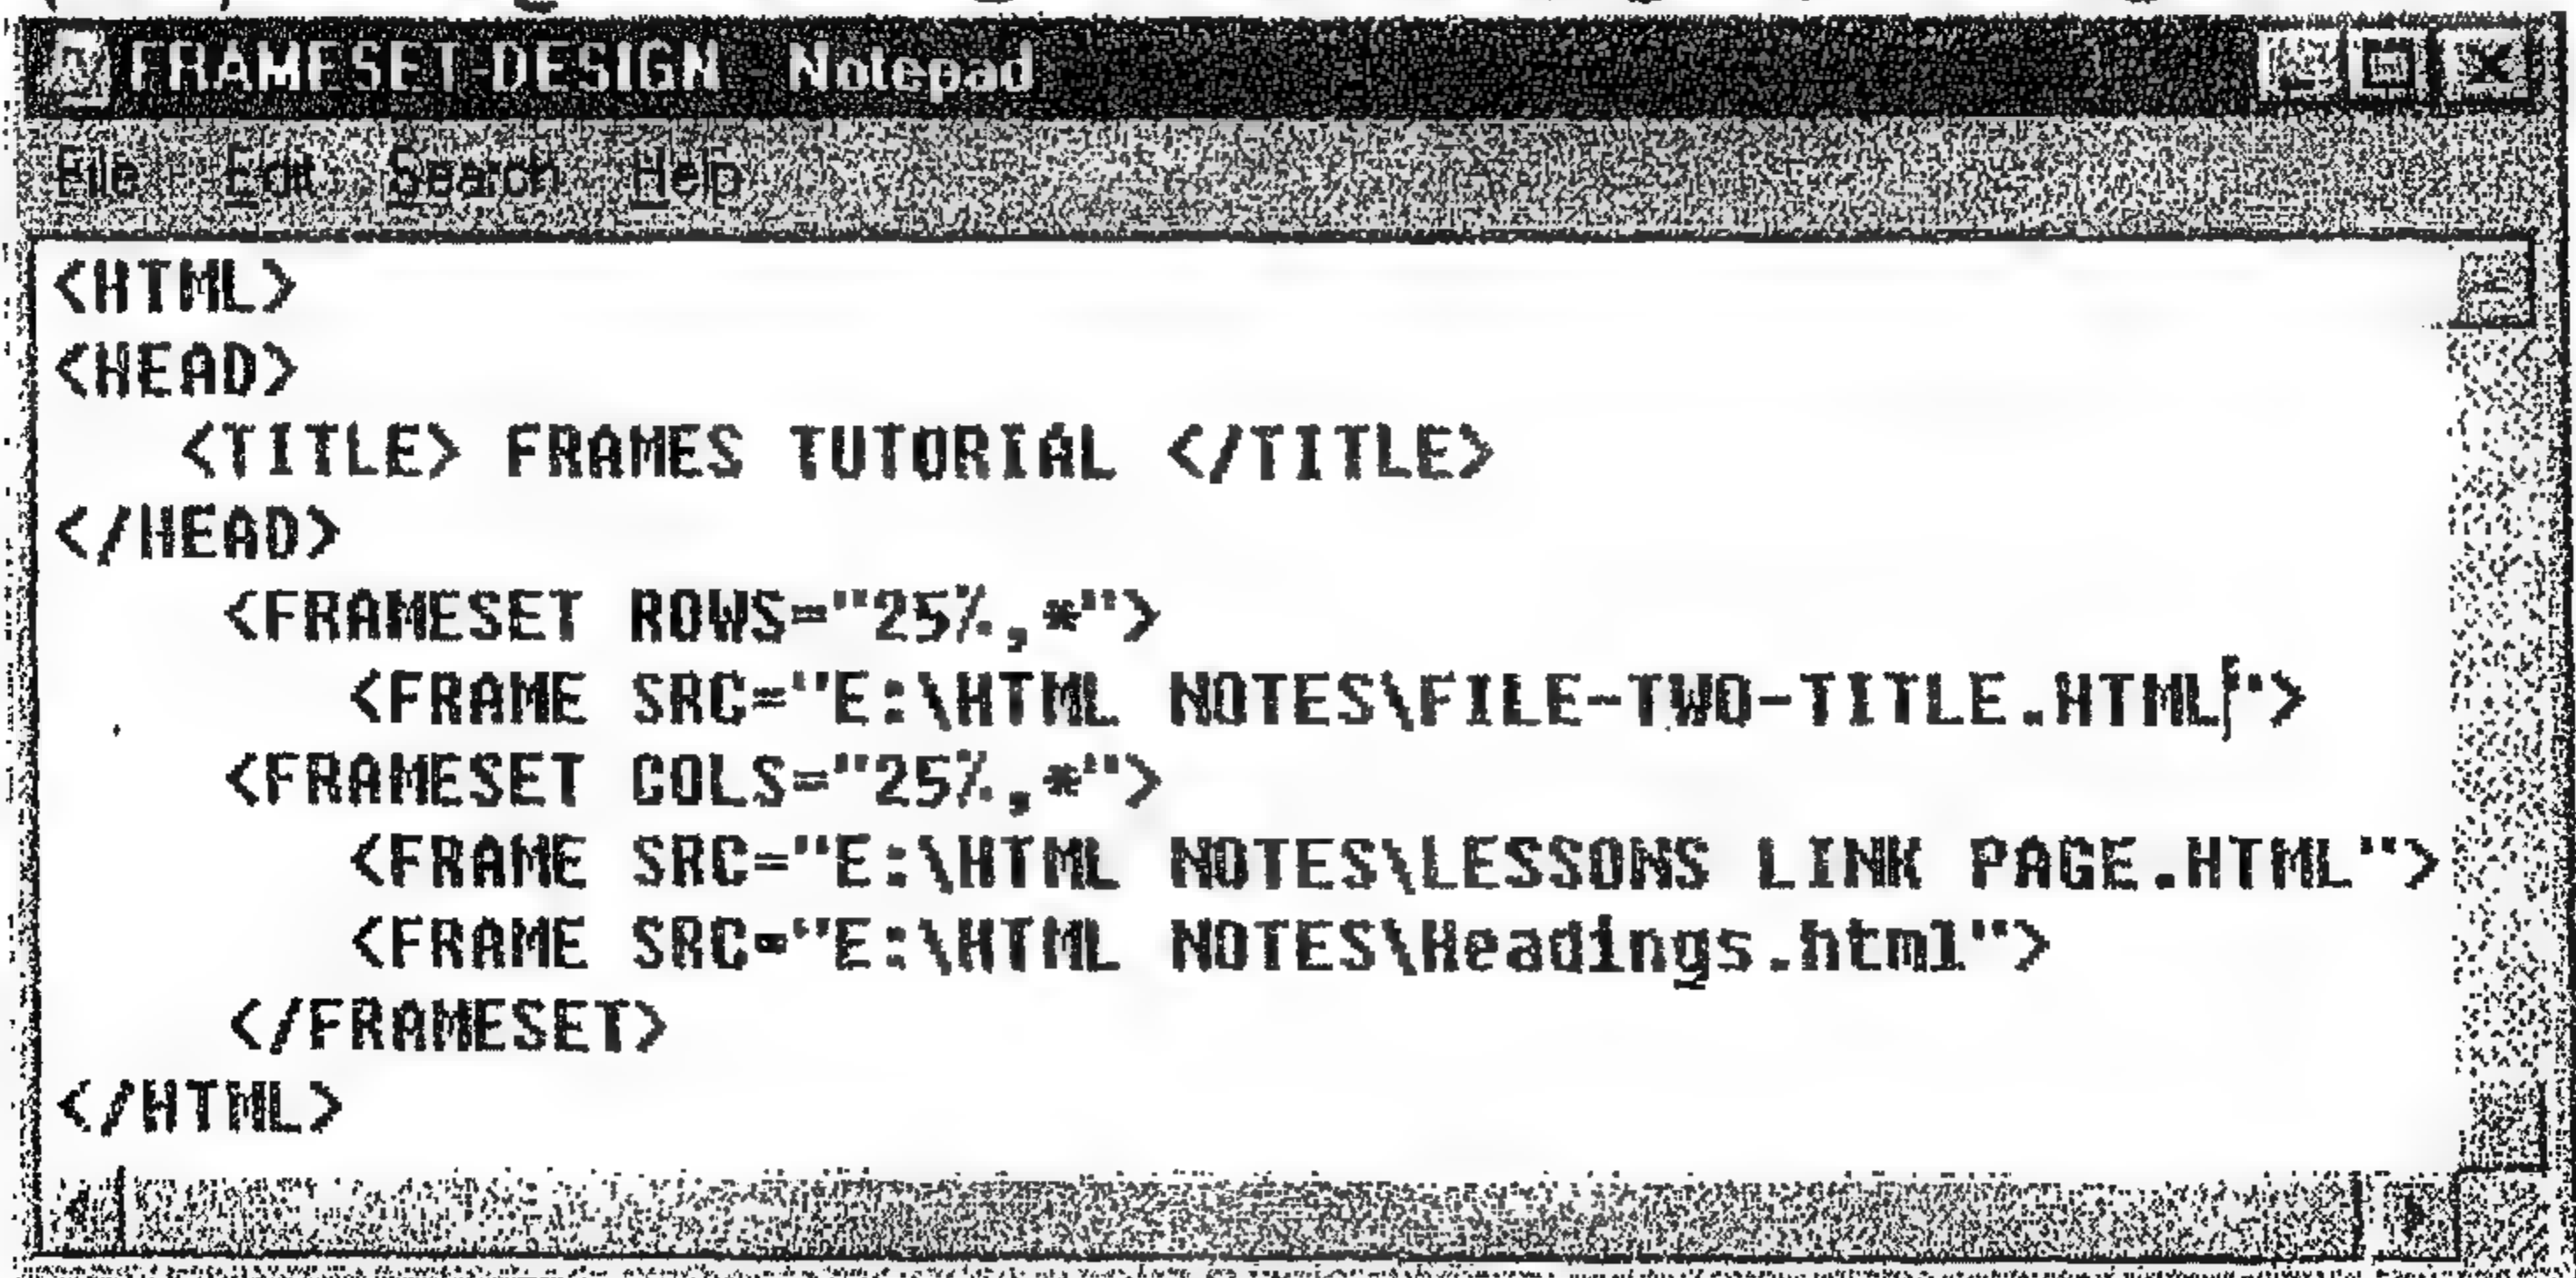 FRAMESET-DESIGN - Notepad
File Edit Search Help
<HTML>
<HEAD>
<TITLE> FRAMES TUTORIAL </TITLE>
</HEAD>
<FRAMESET ROWS="25%,*">
<FRAME SRC="E:\HTML NOTES\FILE-TWO-TITLE.HTML">
<FRAMESET COLS="25%,*">
<FRAME SRC="E:\HTML NOTES\LESSONS LINK PAGE.HTML">
<FRAME SRC="E:\HTML NOTES\Headings.html">
</FRAMESET>
</HTML>